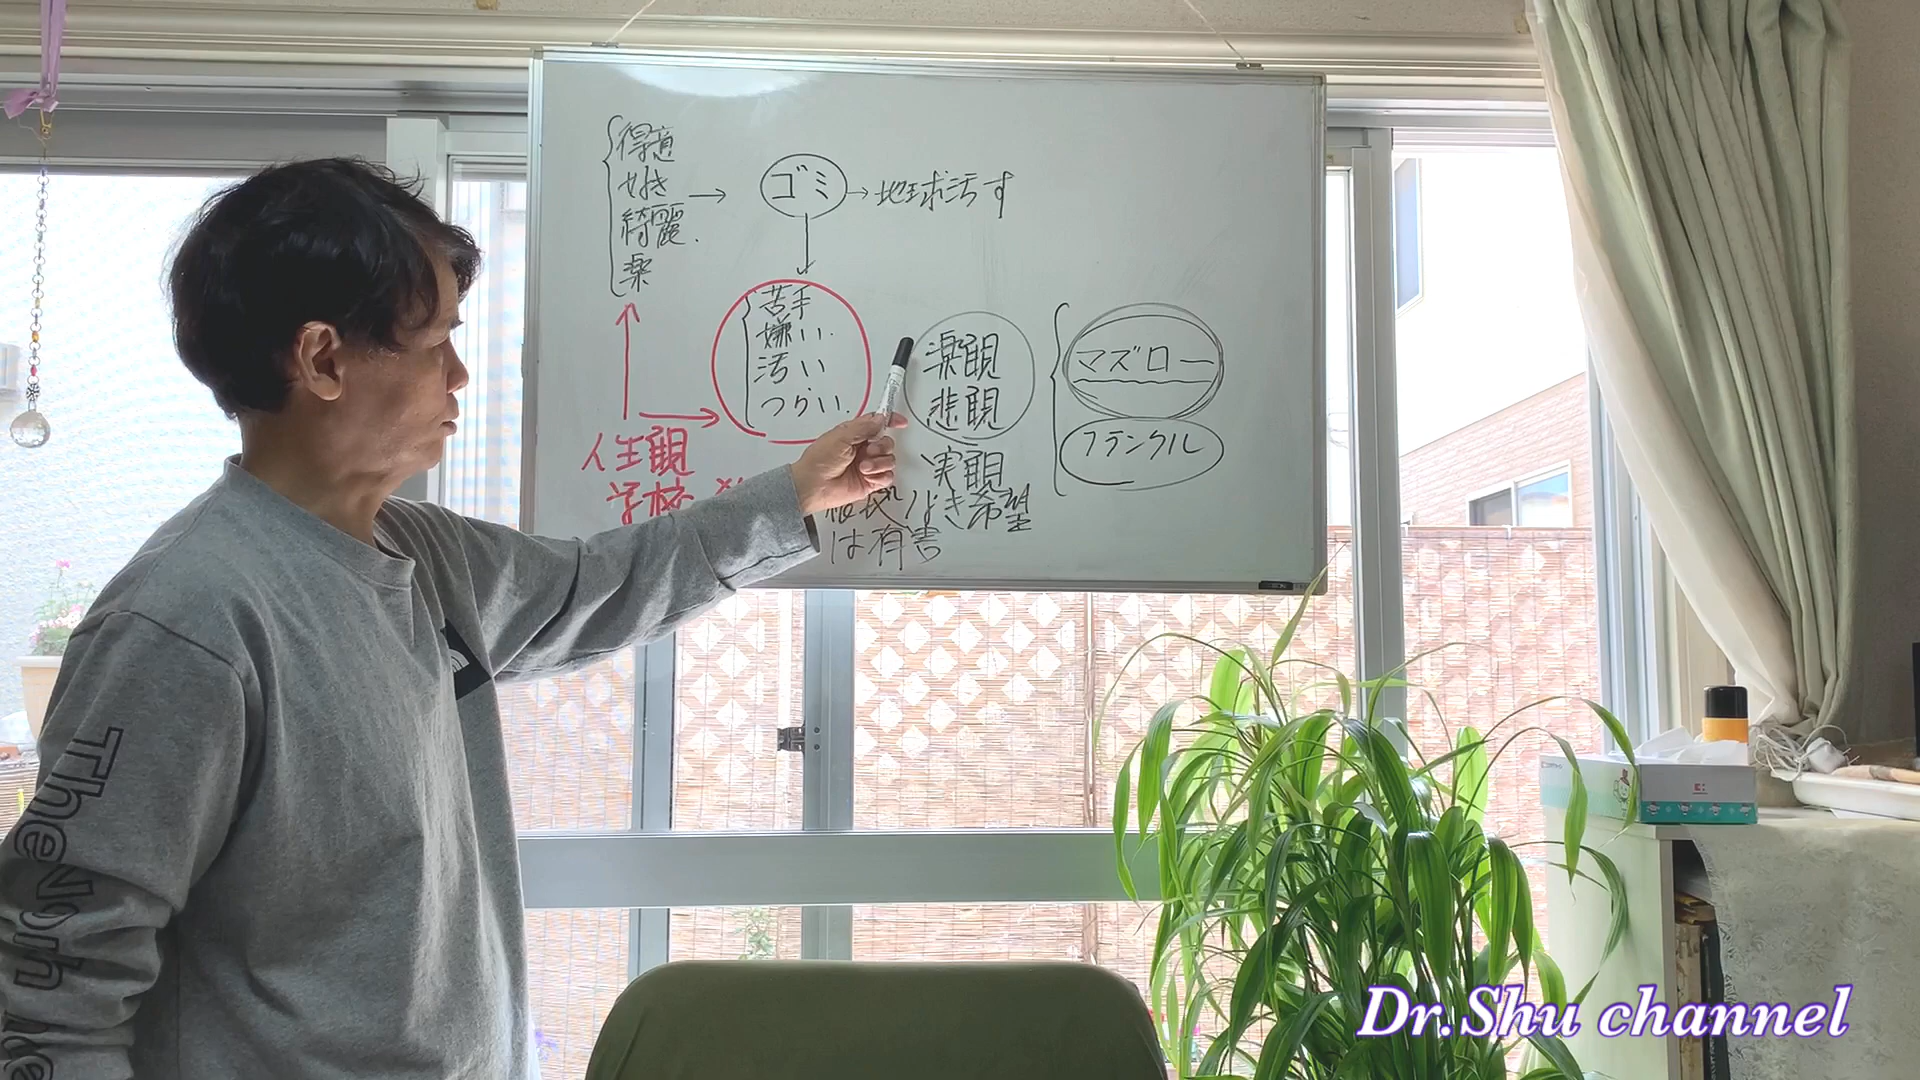 得意
好き
綺麗.
楽
→ ゴミ → 地球汚す
苦手
嫌い.
汚い
つらい.
楽観
悲観
実観
マズロー
フランクル
人生観
学校
根拠なき希望
は有害
The North
Dr.Shu channel